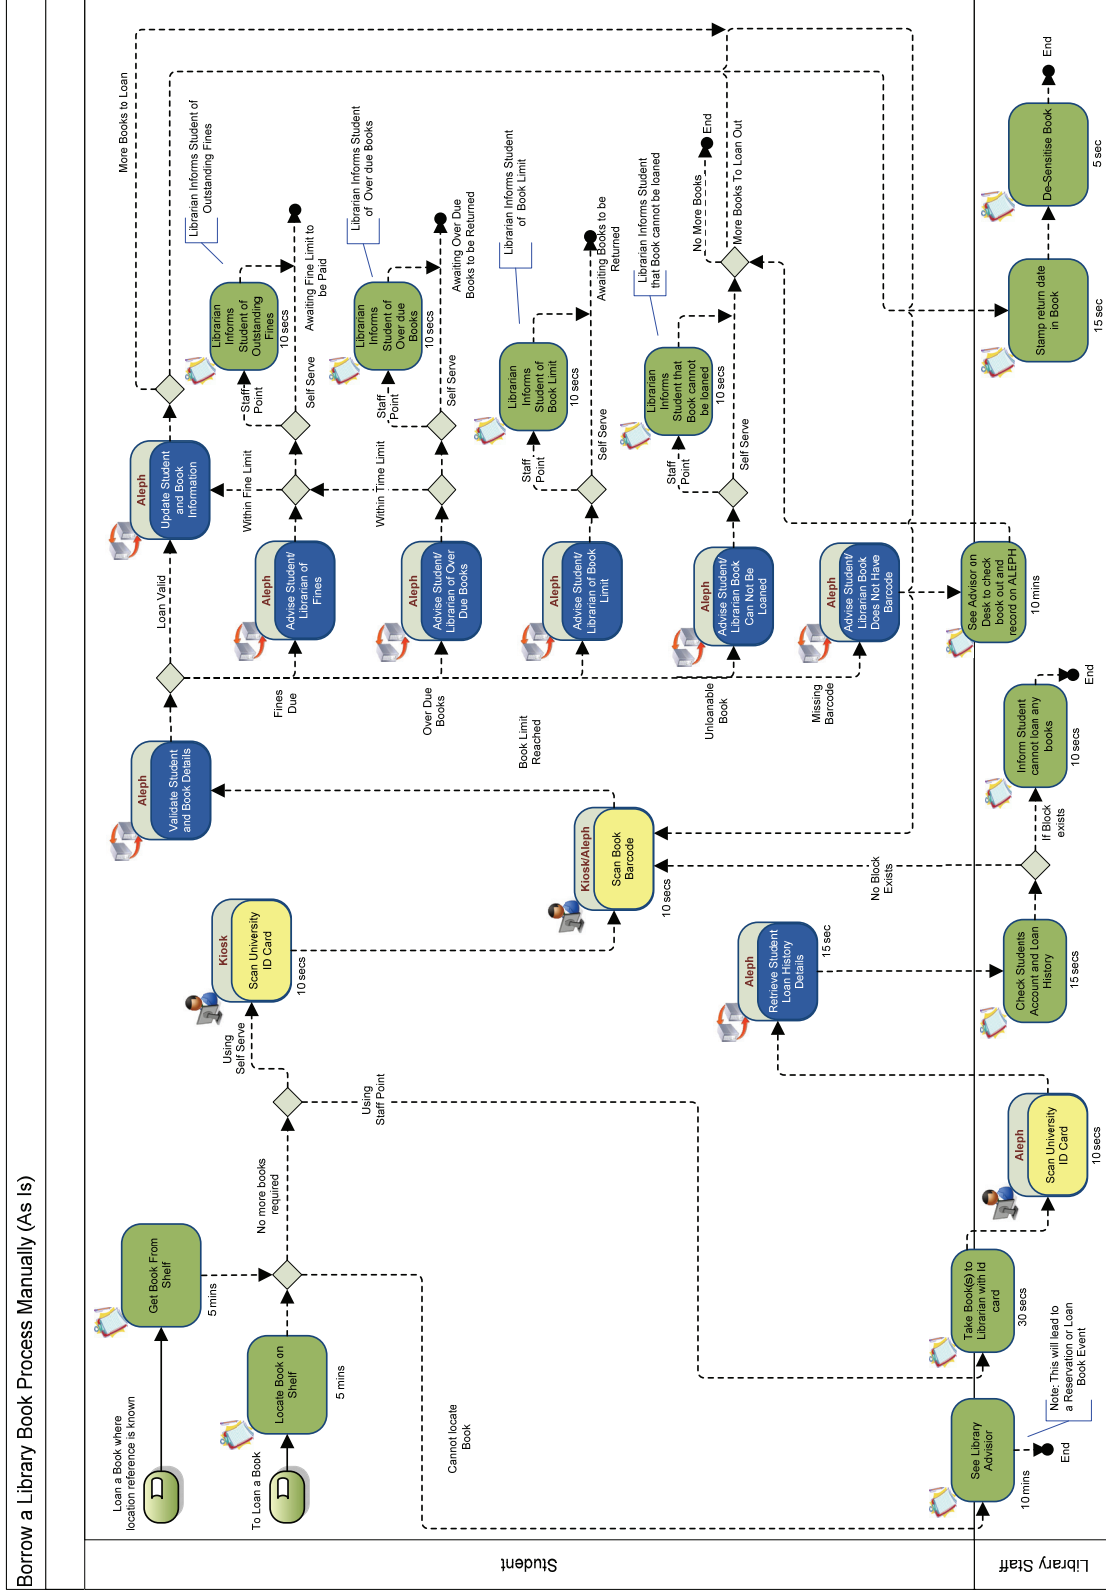 Borrow a Library Book Process Manually (As Is)
Student
Library Staff
Loan a Book where
location reference is known
Get Book From
Shelf
5 mins
To Loan a Book
Locate Book on
Shelf
5 mins
No more books
required
Cannot locate
Book
See Library
Advisior
10 mins
End
Note: This will lead to
a Reservation or Loan
Book Event
Using
Self Serve
Using
Staff Point
Take Book(s) to
Librarian with Id
card
30 secs
Kiosk
Scan University
ID Card
10 secs
Aleph
Scan University
ID Card
10 secs
Aleph
Retrieve Student
Loan History
Details
15 sec
Check Students
Account and Loan
History
15 secs
If Block
exists
No Block
Exists
Inform Student
cannot loan any
books
10 secs
End
Kiosk/Aleph
Scan Book
Barcode
10 secs
Aleph
Validate Student
and Book Details
Loan Valid
Fines
Due
Over Due
Books
Book Limit
Reached
Unloanable
Book
Missing
Barcode
Aleph
Update Student
and Book
Information
Aleph
Advise Student/
Librarian of
Fines
Aleph
Advise Student/
Librarian of Over
Due Books
Aleph
Advise Student/
Librarian of Book
Limit
Aleph
Advise Student/
Librarian Book
Can Not Be
Loaned
Aleph
Advise Student/
Librarian Book
Does Not Have
Barcode
See Advisor on
Desk to check
book out and
record on ALEPH
10 mins
Within Fine Limit
Within Time Limit
Staff
Point
Self Serve
Librarian
Informs
Student of
Outstanding
Fines
10 secs
Librarian Informs Student of
Outstanding Fines
Awaiting Fine Limit to
be Paid
Staff
Point
Self Serve
Librarian
Informs
Student of
Over due
Books
10 secs
Librarian Informs Student
of Over due Books
Awaiting Over Due
Books to be Returned
Staff
Point
Self Serve
Librarian
Informs
Student of
Book Limit
10 secs
Librarian Informs Student
of Book Limit
Awaiting Books to be
Returned
Staff
Point
Self Serve
Librarian
Informs
Student that
Book cannot
be loaned
10 secs
Librarian Informs Student
that Book cannot be loaned
No More Books
End
More Books To Loan Out
More Books to Loan
Stamp return date
in Book
15 sec
De-Sensitise Book
5 sec
End